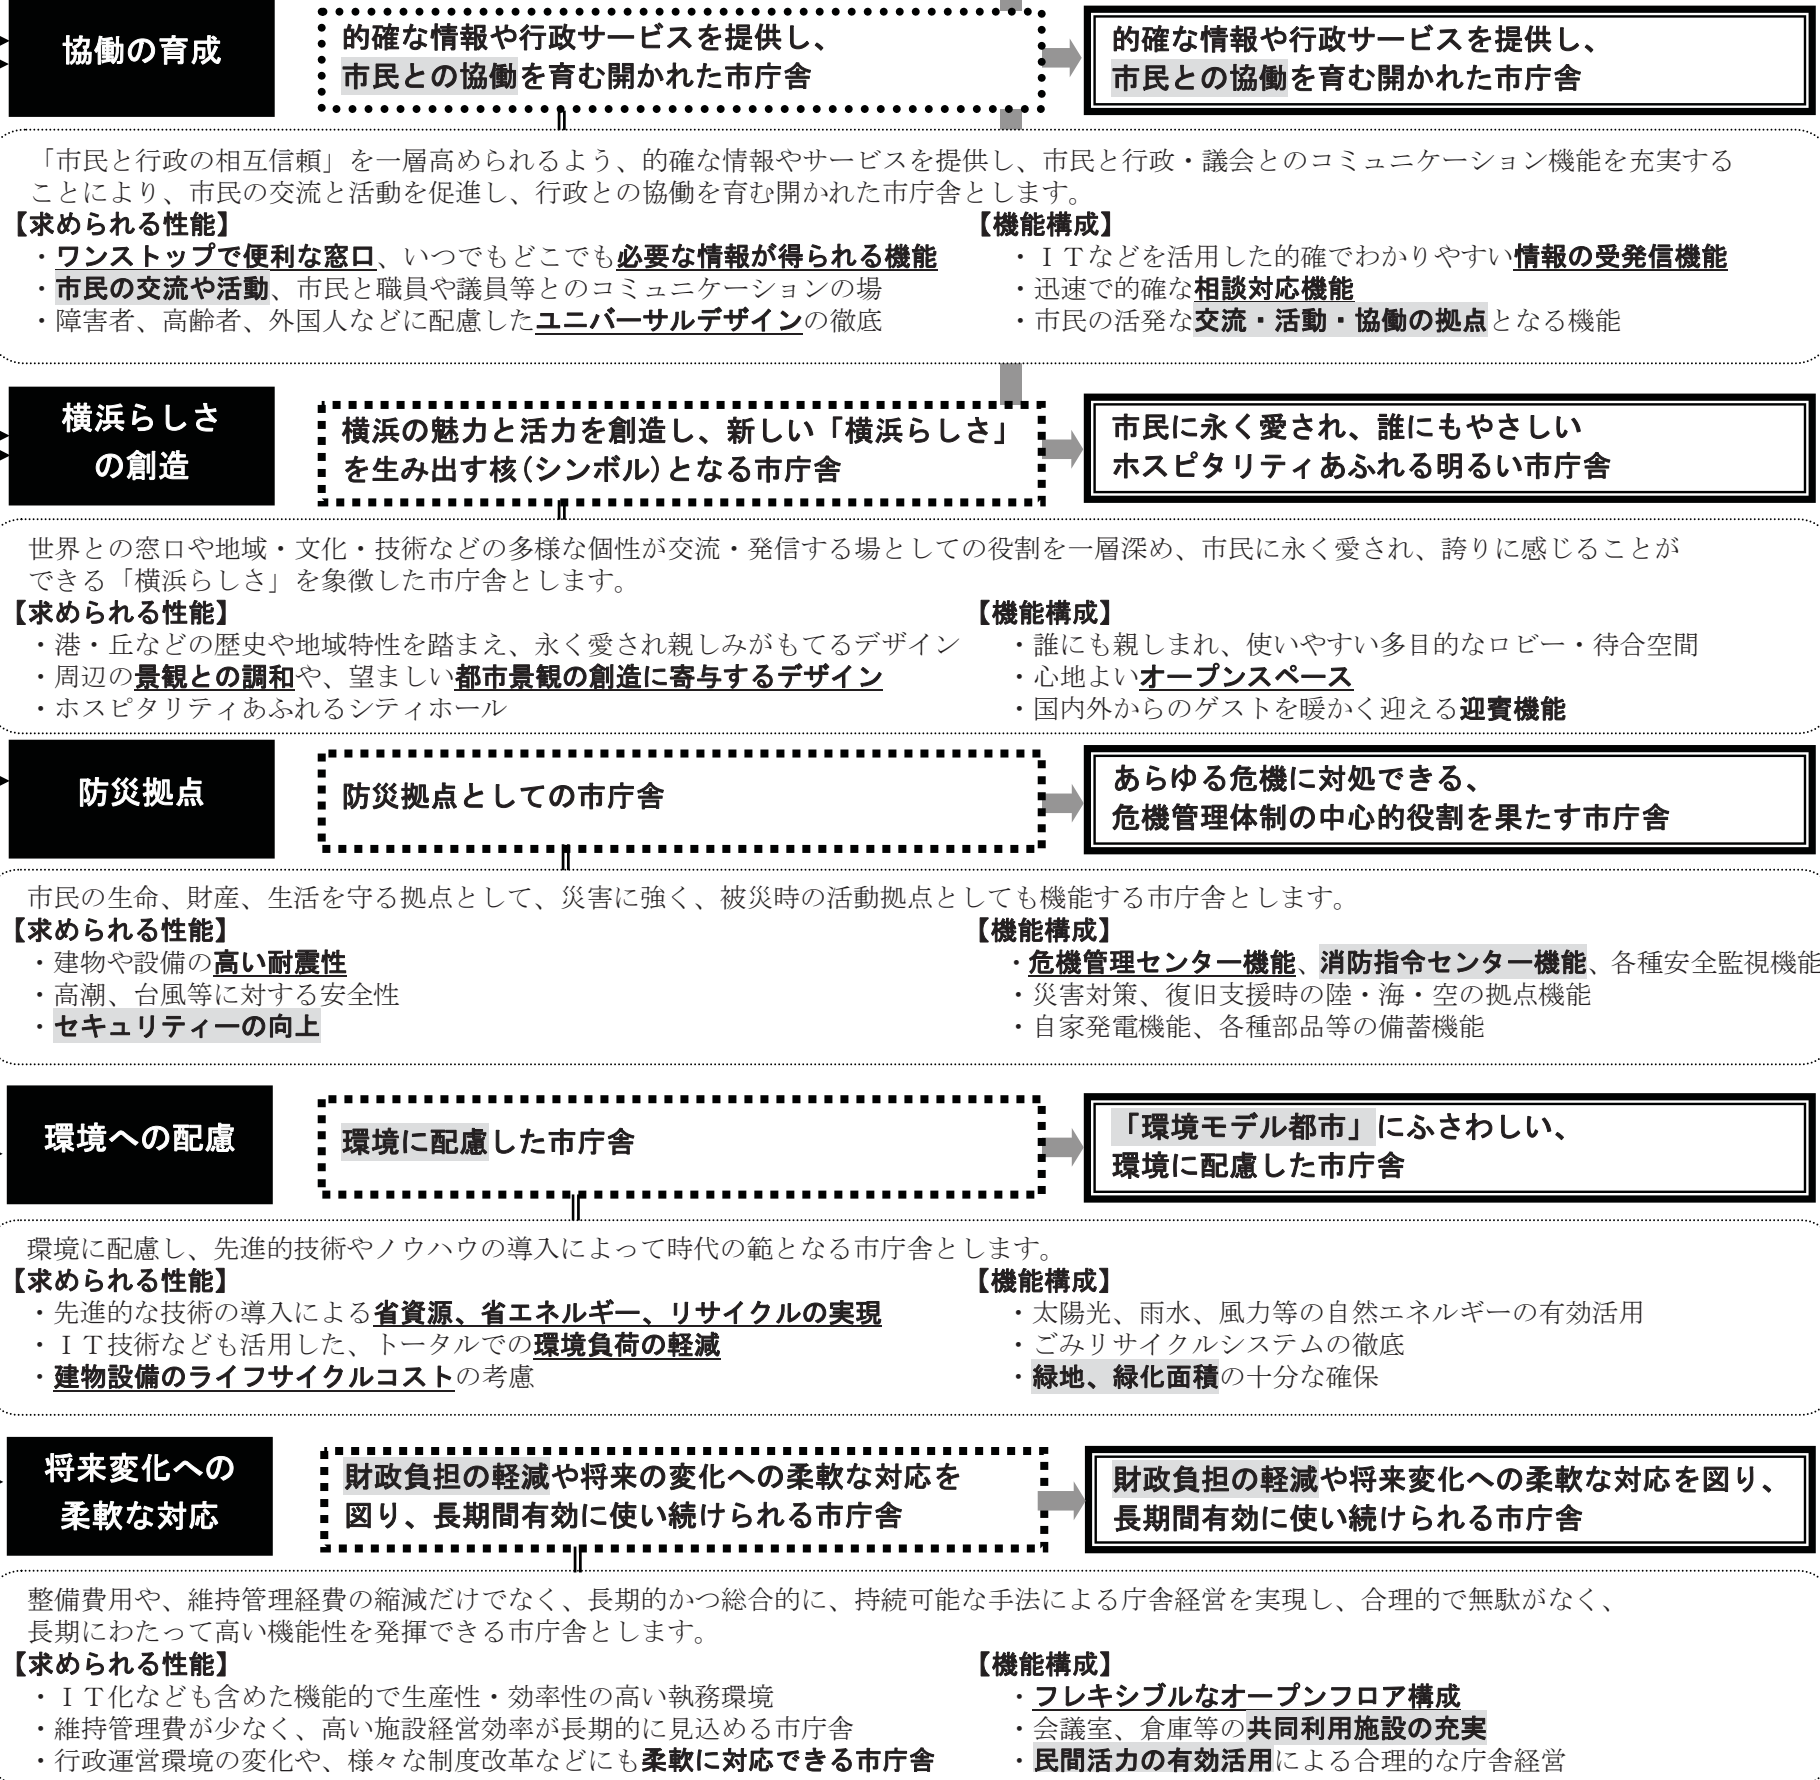 協働の育成
的確な情報や行政サービスを提供し、
市民との協働を育む開かれた市庁舎
的確な情報や行政サービスを提供し、
市民との協働を育む開かれた市庁舎
「市民と行政の相互信頼」を一層高められるよう、的確な情報やサービスを提供し、市民と行政・議会とのコミュニケーション機能を充実する
ことにより、市民の交流と活動を促進し、行政との協働を育む開かれた市庁舎とします。
【求められる性能】
・ワンストップで便利な窓口、いつでもどこでも必要な情報が得られる機能
・市民の交流や活動、市民と職員や議員等とのコミュニケーションの場
・障害者、高齢者、外国人などに配慮したユニバーサルデザインの徹底
【機能構成】
・ＩＴなどを活用した的確でわかりやすい情報の受発信機能
・迅速で的確な相談対応機能
・市民の活発な交流・活動・協働の拠点となる機能
横浜らしさ
の創造
横浜の魅力と活力を創造し、新しい「横浜らしさ」
を生み出す核(シンボル)となる市庁舎
市民に永く愛され、誰にもやさしい
ホスピタリティあふれる明るい市庁舎
世界との窓口や地域・文化・技術などの多様な個性が交流・発信する場としての役割を一層深め、市民に永く愛され、誇りに感じることが
できる「横浜らしさ」を象徴した市庁舎とします。
【求められる性能】
・港・丘などの歴史や地域特性を踏まえ、永く愛され親しみがもてるデザイン
・周辺の景観との調和や、望ましい都市景観の創造に寄与するデザイン
・ホスピタリティあふれるシティホール
【機能構成】
・誰にも親しまれ、使いやすい多目的なロビー・待合空間
・心地よいオープンスペース
・国内外からのゲストを暖かく迎える迎賓機能
防災拠点
防災拠点としての市庁舎
あらゆる危機に対処できる、
危機管理体制の中心的役割を果たす市庁舎
市民の生命、財産、生活を守る拠点として、災害に強く、被災時の活動拠点としても機能する市庁舎とします。
【求められる性能】
・建物や設備の高い耐震性
・高潮、台風等に対する安全性
・セキュリティーの向上
【機能構成】
・危機管理センター機能、消防指令センター機能、各種安全監視機能
・災害対策、復旧支援時の陸・海・空の拠点機能
・自家発電機能、各種部品等の備蓄機能
環境への配慮
環境に配慮した市庁舎
「環境モデル都市」にふさわしい、
環境に配慮した市庁舎
環境に配慮し、先進的技術やノウハウの導入によって時代の範となる市庁舎とします。
【求められる性能】
・先進的な技術の導入による省資源、省エネルギー、リサイクルの実現
・ＩＴ技術なども活用した、トータルでの環境負荷の軽減
・建物設備のライフサイクルコストの考慮
【機能構成】
・太陽光、雨水、風力等の自然エネルギーの有効活用
・ごみリサイクルシステムの徹底
・緑地、緑化面積の十分な確保
将来変化への
柔軟な対応
財政負担の軽減や将来の変化への柔軟な対応を
図り、長期間有効に使い続けられる市庁舎
財政負担の軽減や将来変化への柔軟な対応を図り、
長期間有効に使い続けられる市庁舎
整備費用や、維持管理経費の縮減だけでなく、長期的かつ総合的に、持続可能な手法による庁舎経営を実現し、合理的で無駄がなく、
長期にわたって高い機能性を発揮できる市庁舎とします。
【求められる性能】
・ＩＴ化なども含めた機能的で生産性・効率性の高い執務環境
・維持管理費が少なく、高い施設経営効率が長期的に見込める市庁舎
・行政運営環境の変化や、様々な制度改革などにも柔軟に対応できる市庁舎
【機能構成】
・フレキシブルなオープンフロア構成
・会議室、倉庫等の共同利用施設の充実
・民間活力の有効活用による合理的な庁舎経営